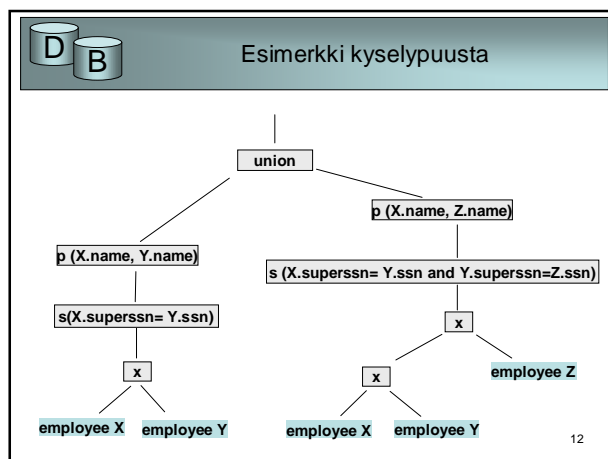 D B
Esimerkki kyselypuusta
union
p (X.name, Z.name)
p (X.name, Y.name)
s (X.superssn= Y.ssn and Y.superssn=Z.ssn)
s(X.superssn= Y.ssn)
x
employee Z
x
x
employee X
employee Y
employee X
employee Y
12